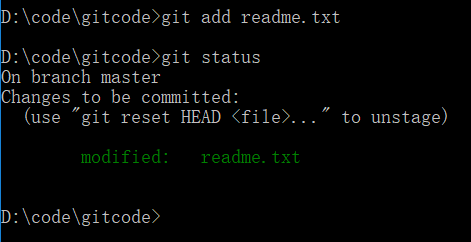 D:\code\gitcode>git add readme.txt
D:\code\gitcode>git status
On branch master
Changes to be committed:
  (use "git reset HEAD <file>..." to unstage)
        modified:   readme.txt
D:\code\gitcode>